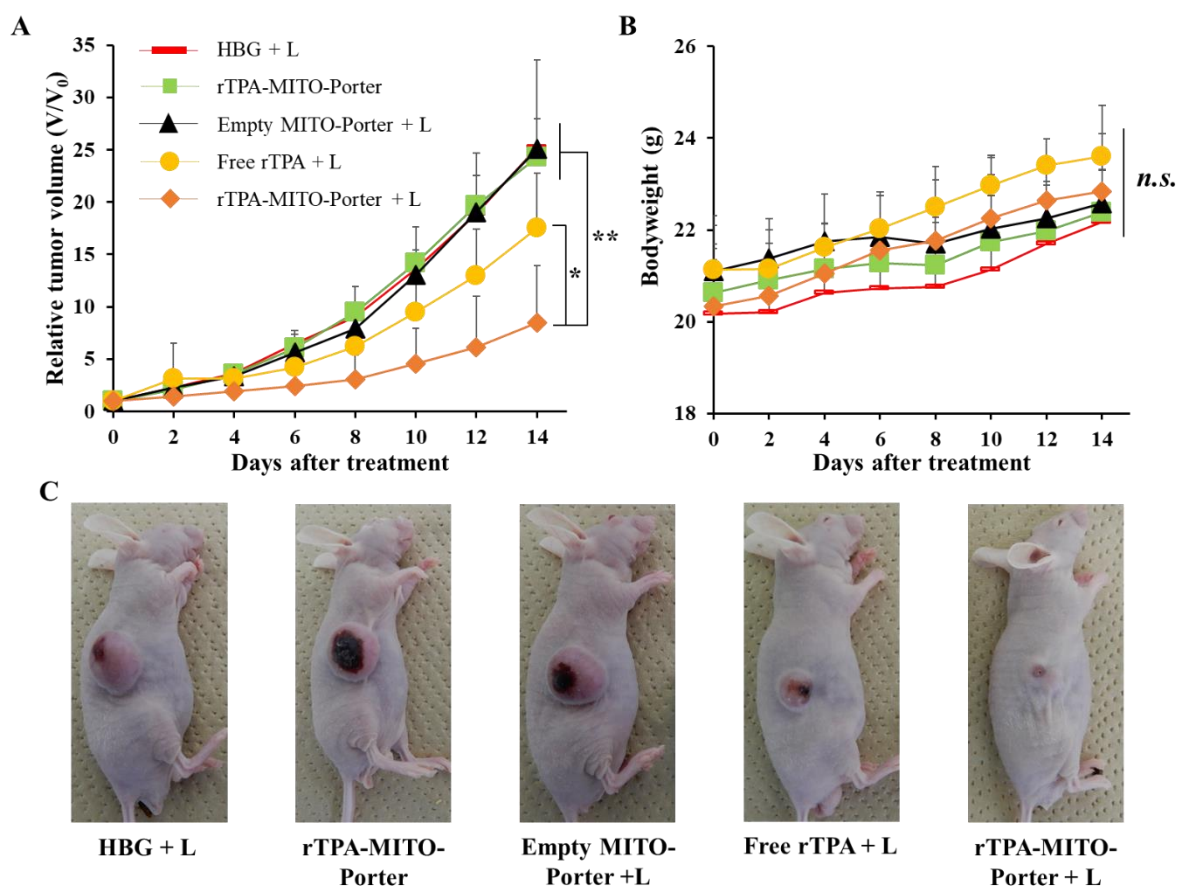 A
Relative tumor volume (V/V₀)
35
30
25
20
15
10
5
0
HBG + L
rTPA-MITO-Porter
Empty MITO-Porter + L
Free rTPA + L
rTPA-MITO-Porter + L
**
*
0 2 4 6 8 10 12 14
Days after treatment
B
Bodyweight (g)
26
24
22
20
18
n.s.
0 2 4 6 8 10 12 14
Days after treatment
C
HBG + L
rTPA-MITO-
Porter
Empty MITO-
Porter +L
Free rTPA + L
rTPA-MITO-
Porter + L